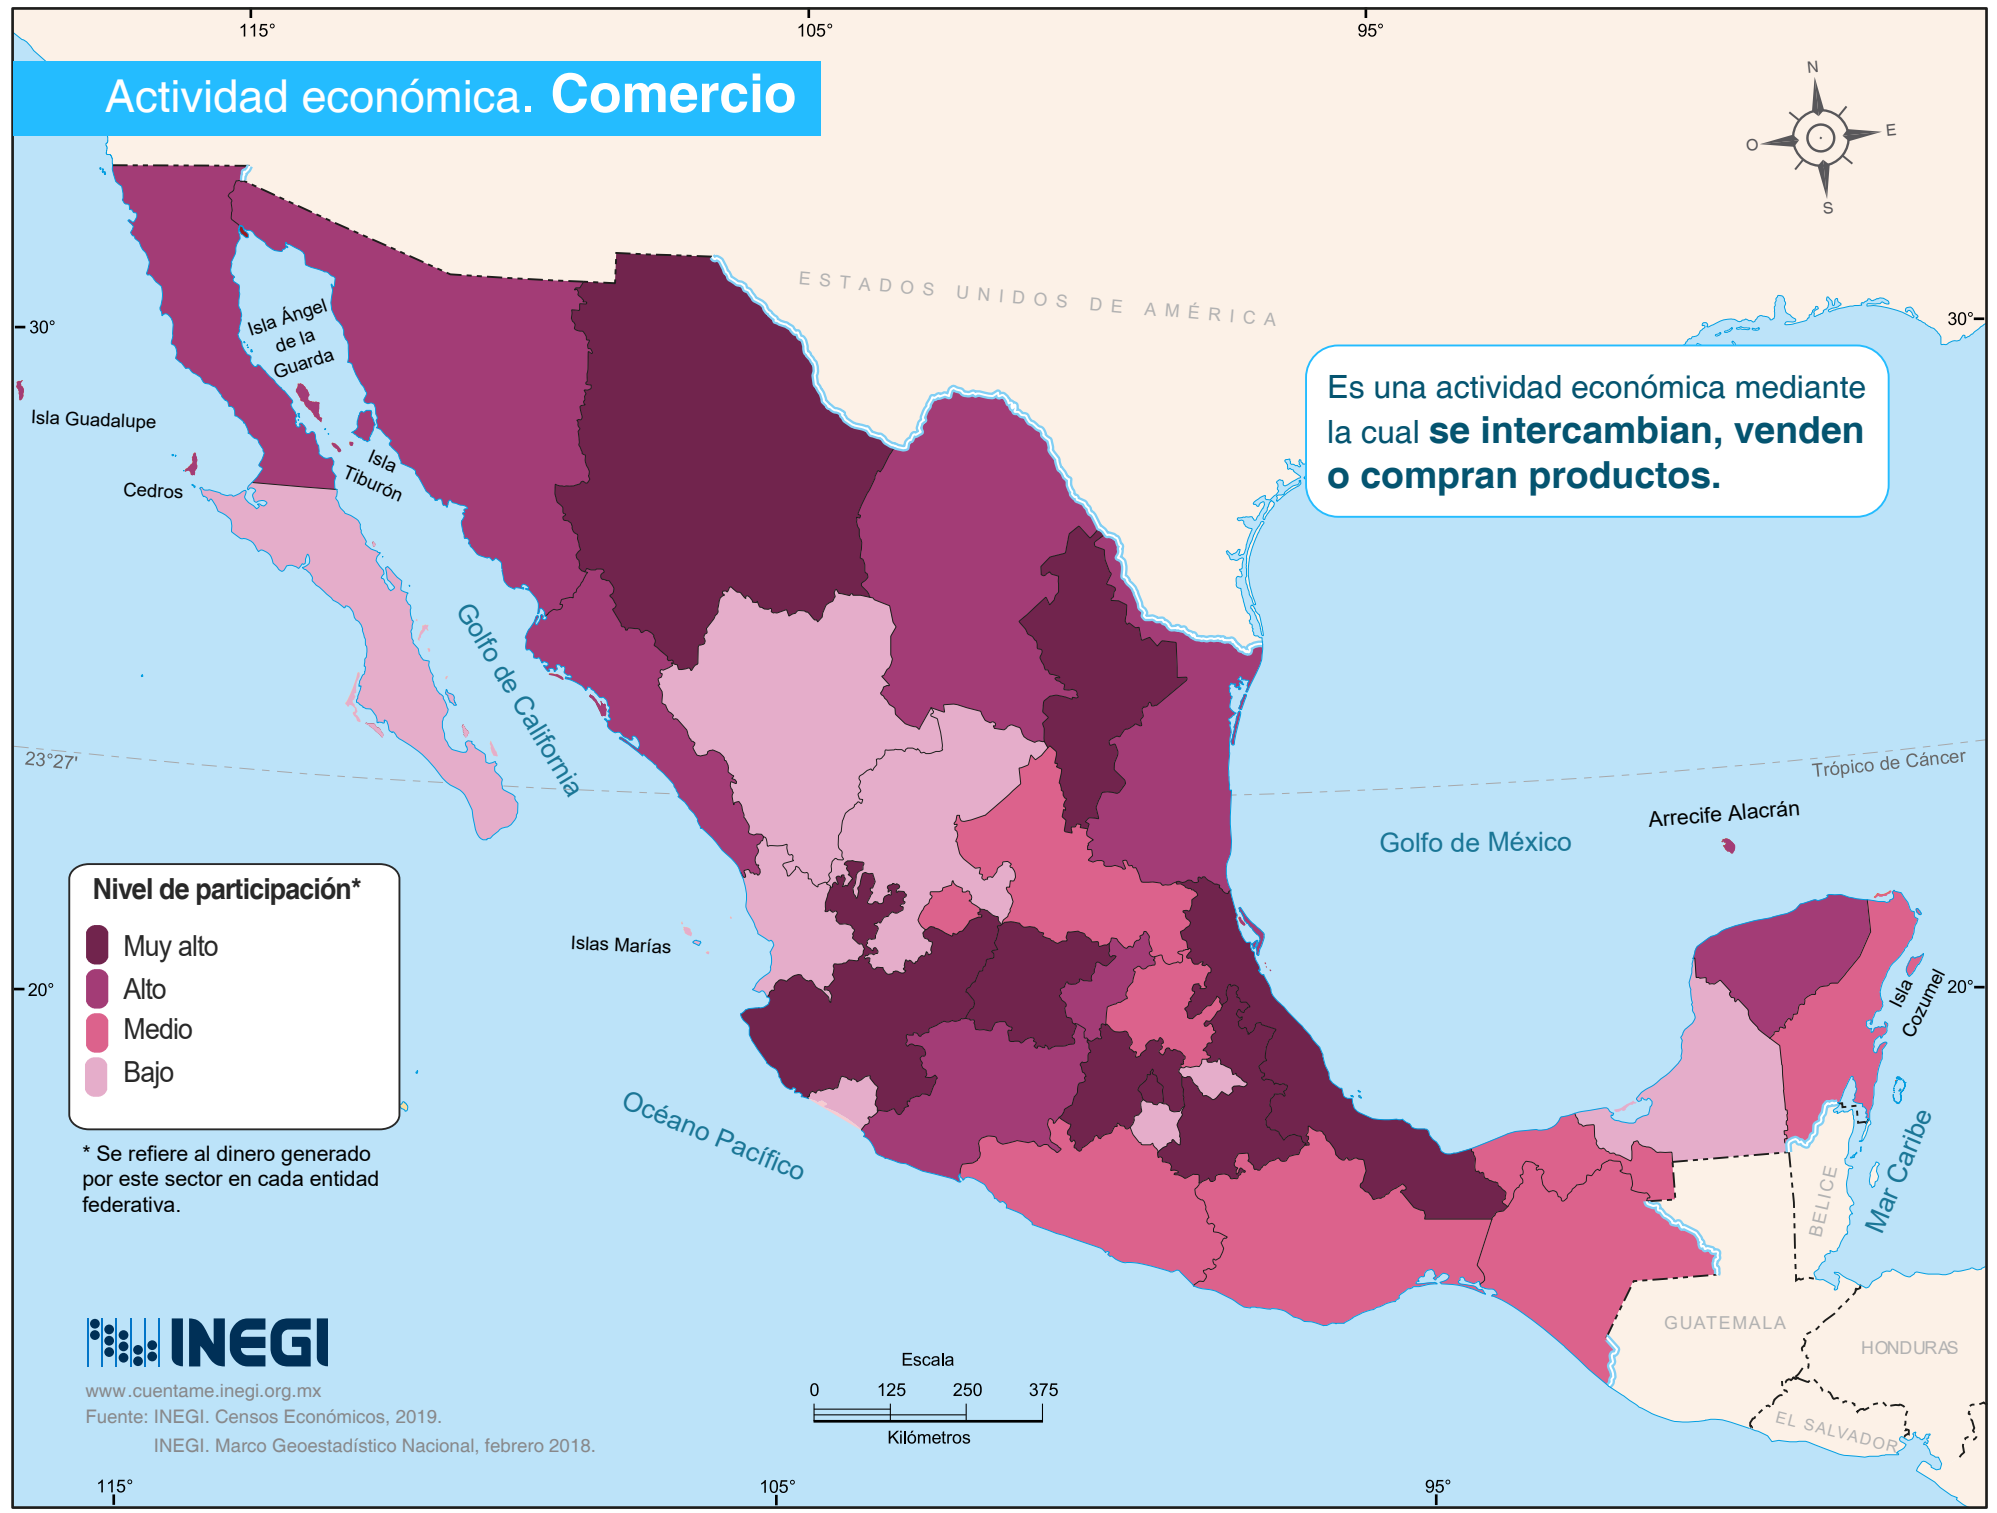 115°
105°
95°
Actividad económica. Comercio
N
E
O
S
ESTADOS UNIDOS DE AMÉRICA
30°
30°
Isla Ángel
de la
Guarda
Es una actividad económica mediante
la cual se intercambian, venden
o compran productos.
Isla Guadalupe
Isla
Tiburón
Cedros
Golfo de California
23°27'
Trópico de Cáncer
Arrecife Alacrán
Golfo de México
Nivel de participación*
Muy alto
Alto
Medio
Bajo
Islas Marías
20°
20°
Isla
Cozumel
Océano Pacífico
* Se refiere al dinero generado
por este sector en cada entidad
federativa.
BELICE
Mar Caribe
GUATEMALA
HONDURAS
EL SALVADOR
INEGI
www.cuentame.inegi.org.mx
Fuente: INEGI. Censos Económicos, 2019.
INEGI. Marco Geoestadístico Nacional, febrero 2018.
Escala
0 125 250 375
Kilómetros
115°
105°
95°